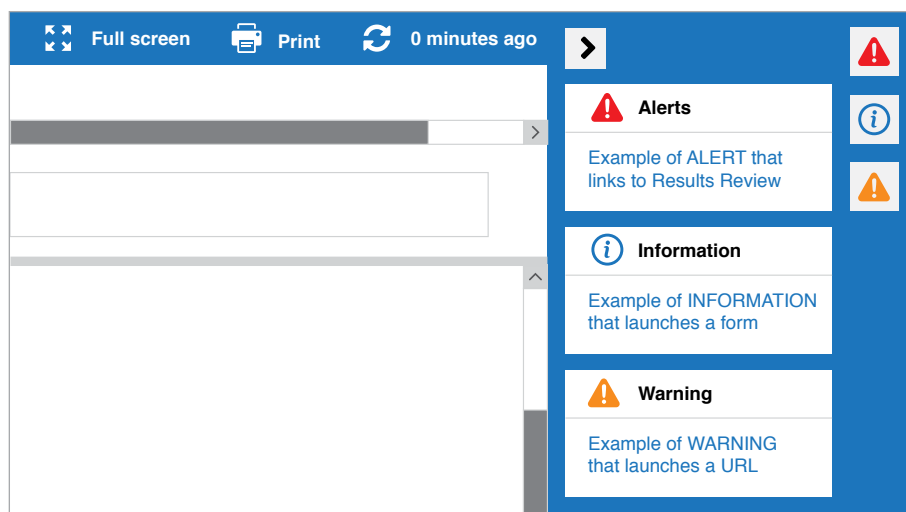 Full screen
Print
0 minutes ago
Alerts
Example of ALERT that
links to Results Review
Information
Example of INFORMATION
that launches a form
Warning
Example of WARNING
that launches a URL